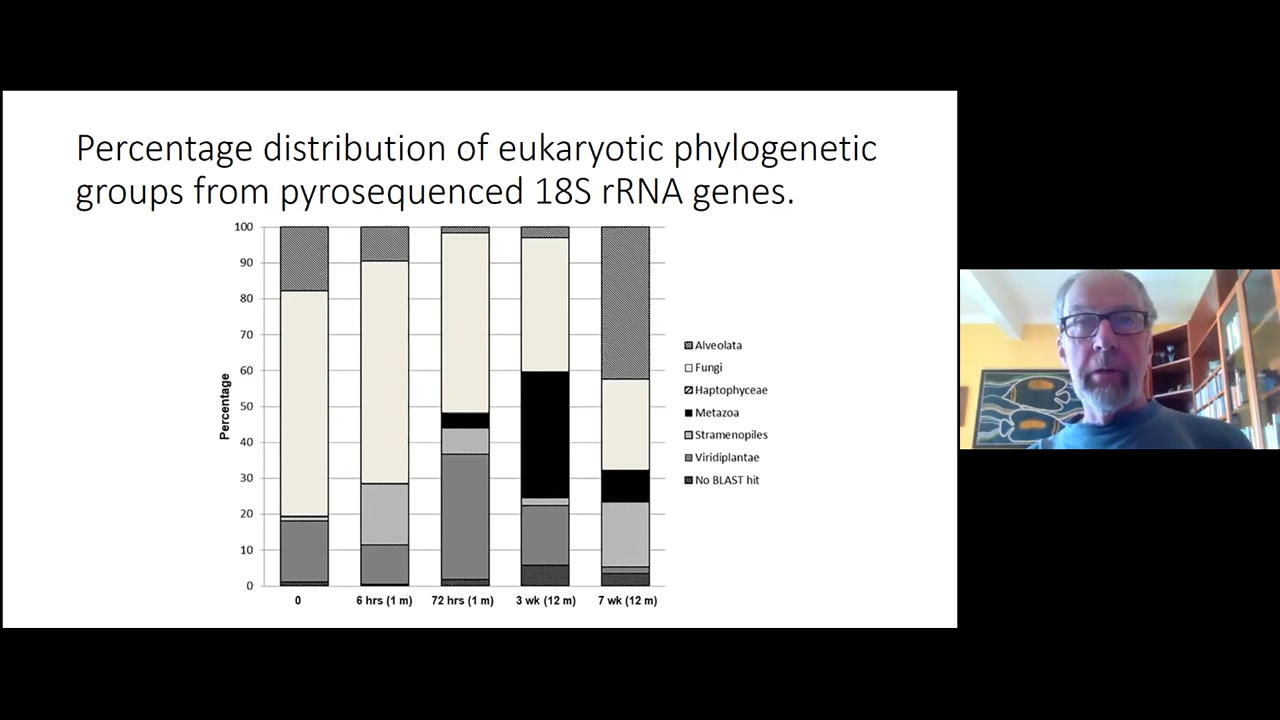 Percentage distribution of eukaryotic phylogenetic
groups from pyrosequenced 18S rRNA genes.
100
90
80
70
60
50
40
30
20
10
0
Percentage
0
6 hrs (1 m)
72 hrs (1 m)
3 wk (12 m)
7 wk (12 m)
Alveolata
Fungi
Haptophyceae
Metazoa
Stramenopiles
Viridiplantae
No BLAST hit